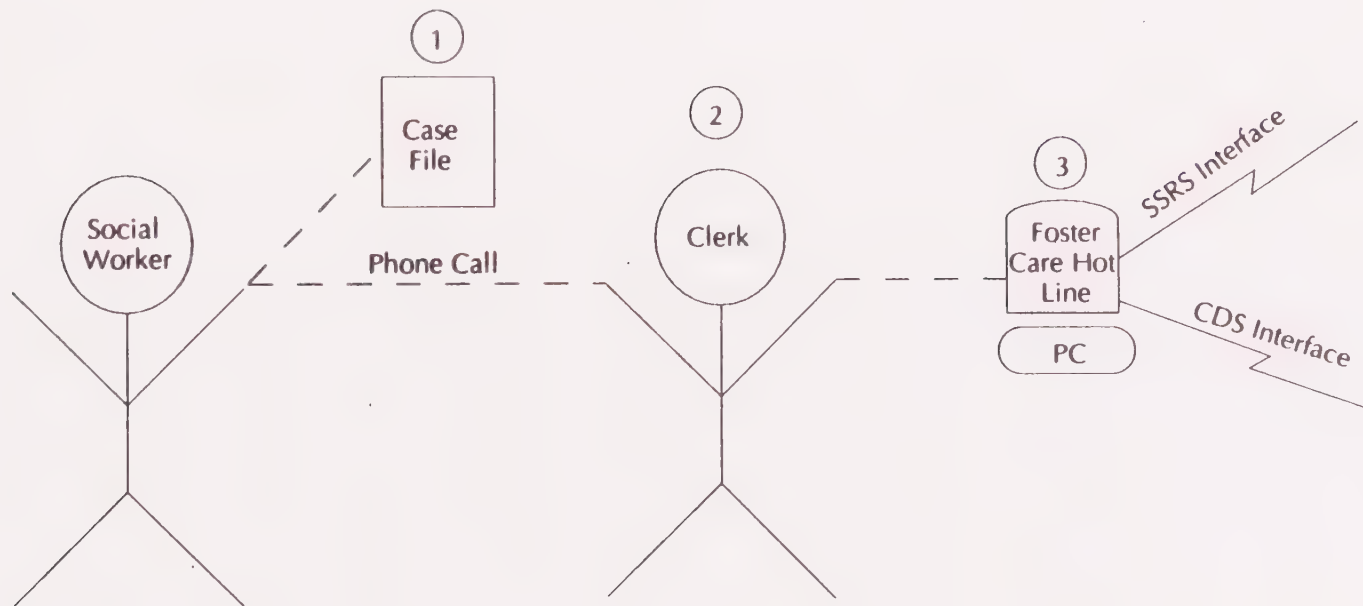 1
Case
File
2
3
SSRS Interface
Social
Worker
Clerk
Foster
Care Hot
Line
Phone Call
CDS Interface
PC